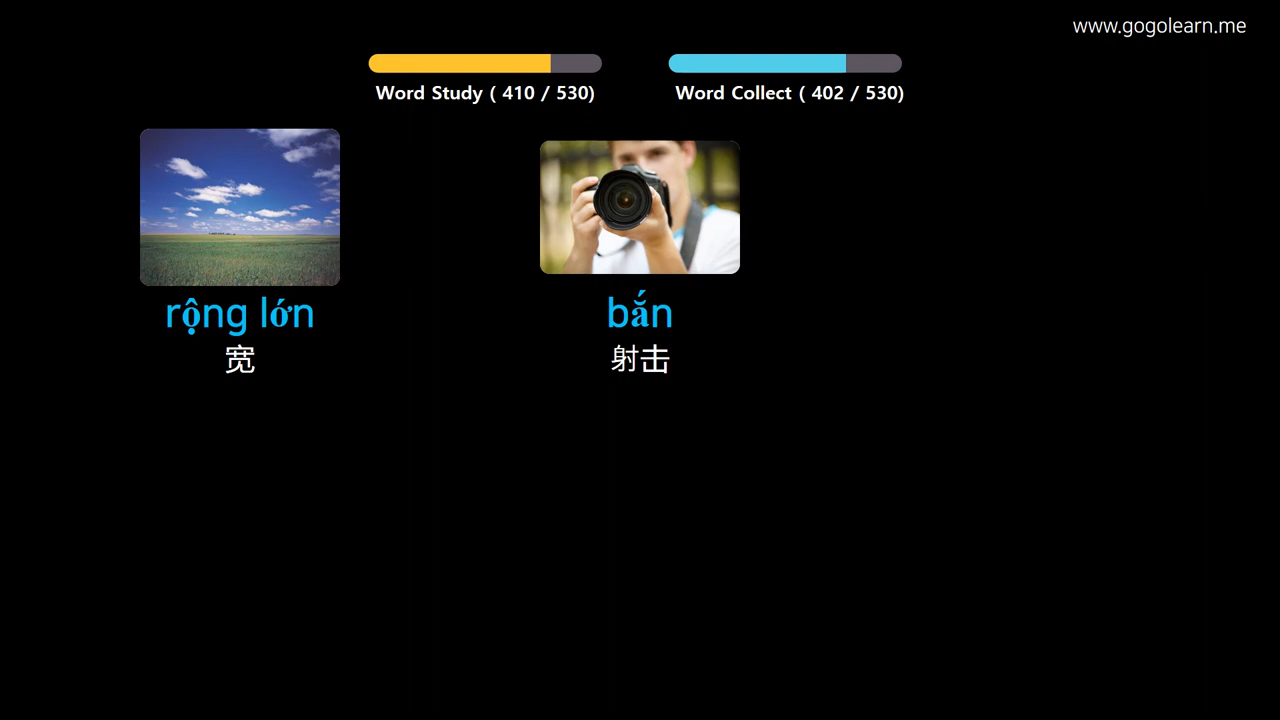 www.gogolearn.me
Word Study ( 410 / 530)
Word Collect ( 402 / 530)
rộng lớn
宽
bắn
射击